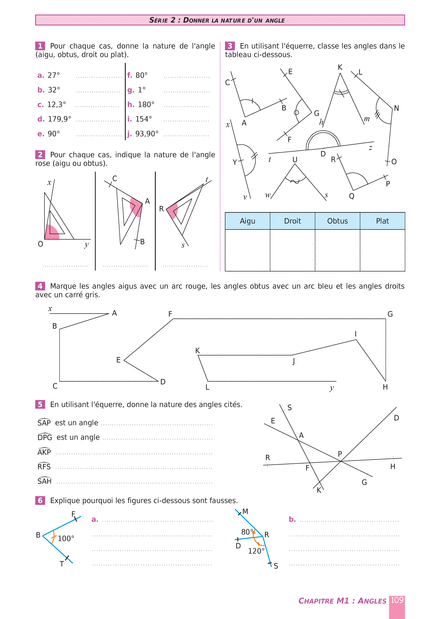 SÉRIE 2 : DONNER LA NATURE D'UN ANGLE
1 Pour chaque cas, donne la nature de l'angle
(aigu, obtus, droit ou plat).
a. 27° ....................
f. 80° ....................
b. 32° ....................
g. 1° ....................
c. 12,3° ....................
h. 180° ....................
d. 179,9° ....................
i. 154° ....................
e. 90° ....................
j. 93,90° ....................
2 Pour chaque cas, indique la nature de l'angle
rose (aigu ou obtus).
x
O
y
C
A
B
R
t
s
3 En utilisant l'équerre, classe les angles dans le
tableau ci-dessous.
K
E
L
C
B
G
N
A
h
m
x
F
D
z
Y
t
U
R
O
P
v
w
s
Q
Aigu Droit Obtus Plat
4 Marque les angles aigus avec un arc rouge, les angles obtus avec un arc bleu et les angles droits
avec un carré gris.
x
A
F
G
B
I
K
E
J
C
D
L
y
H
5 En utilisant l'équerre, donne la nature des angles cités.
SAP est un angle ....................
DPG est un angle ....................
AKP ....................
RFS ....................
SAH ....................
S
D
E
A
P
R
F
H
G
K
6 Explique pourquoi les figures ci-dessous sont fausses.
F
B
100°
T
a. ....................
M
80°
R
D
120°
S
b. ....................
CHAPITRE M1 : ANGLES 109